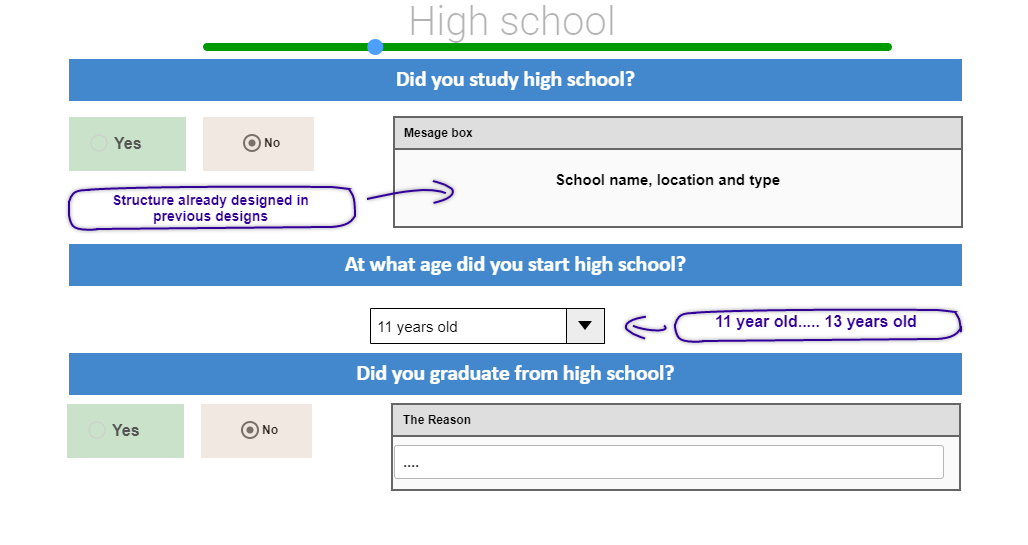 High school
Did you study high school?
Yes
No
Mesage box
School name, location and type
Structure already designed in
previous designs
At what age did you start high school?
11 years old
11 year old..... 13 years old
Did you graduate from high school?
Yes
No
The Reason
....